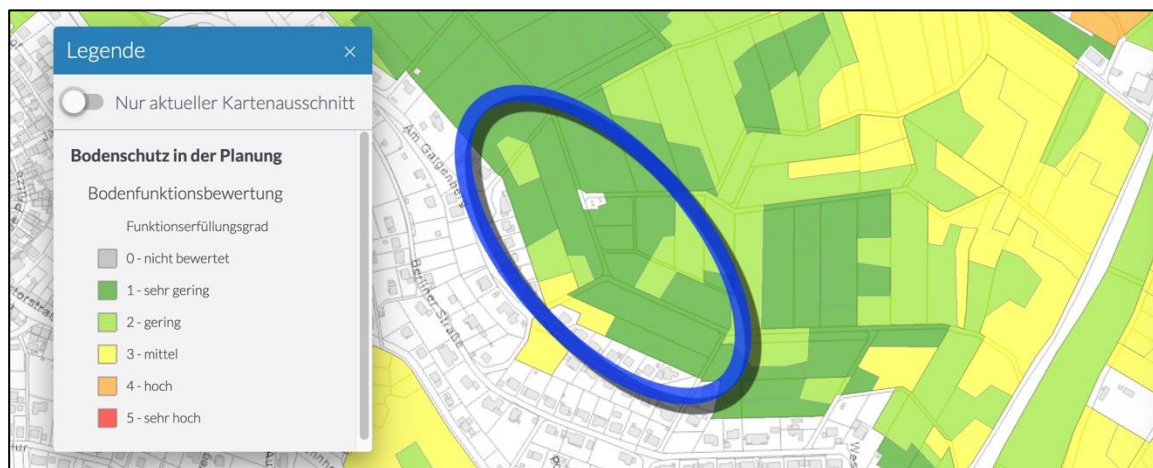 Legende ×
Nur aktueller Kartenausschnitt
Bodenschutz in der Planung
Bodenfunktionsbewertung
Funktionserfüllungsgrad
0 - nicht bewertet
1 - sehr gering
2 - gering
3 - mittel
4 - hoch
5 - sehr hoch
Am Galgenberg
Berliner-Straße